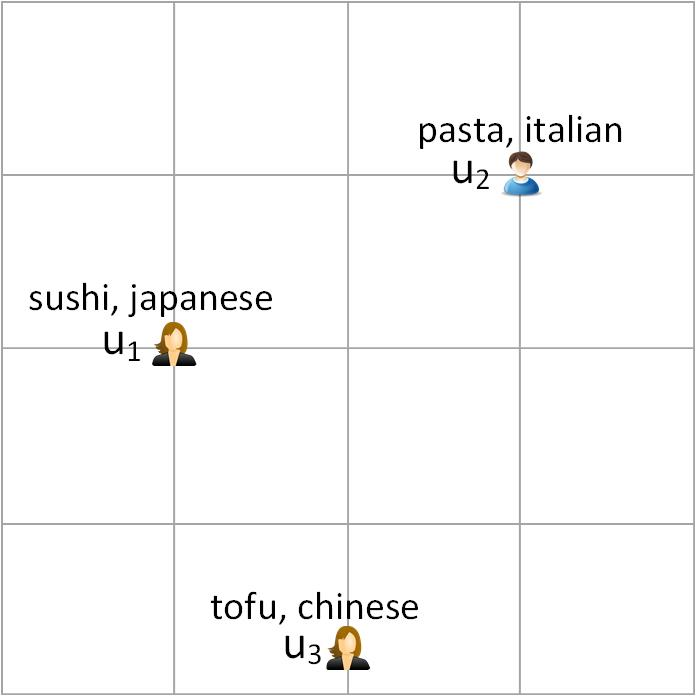 pasta, italian
u2
sushi, japanese
u1
tofu, chinese
u3